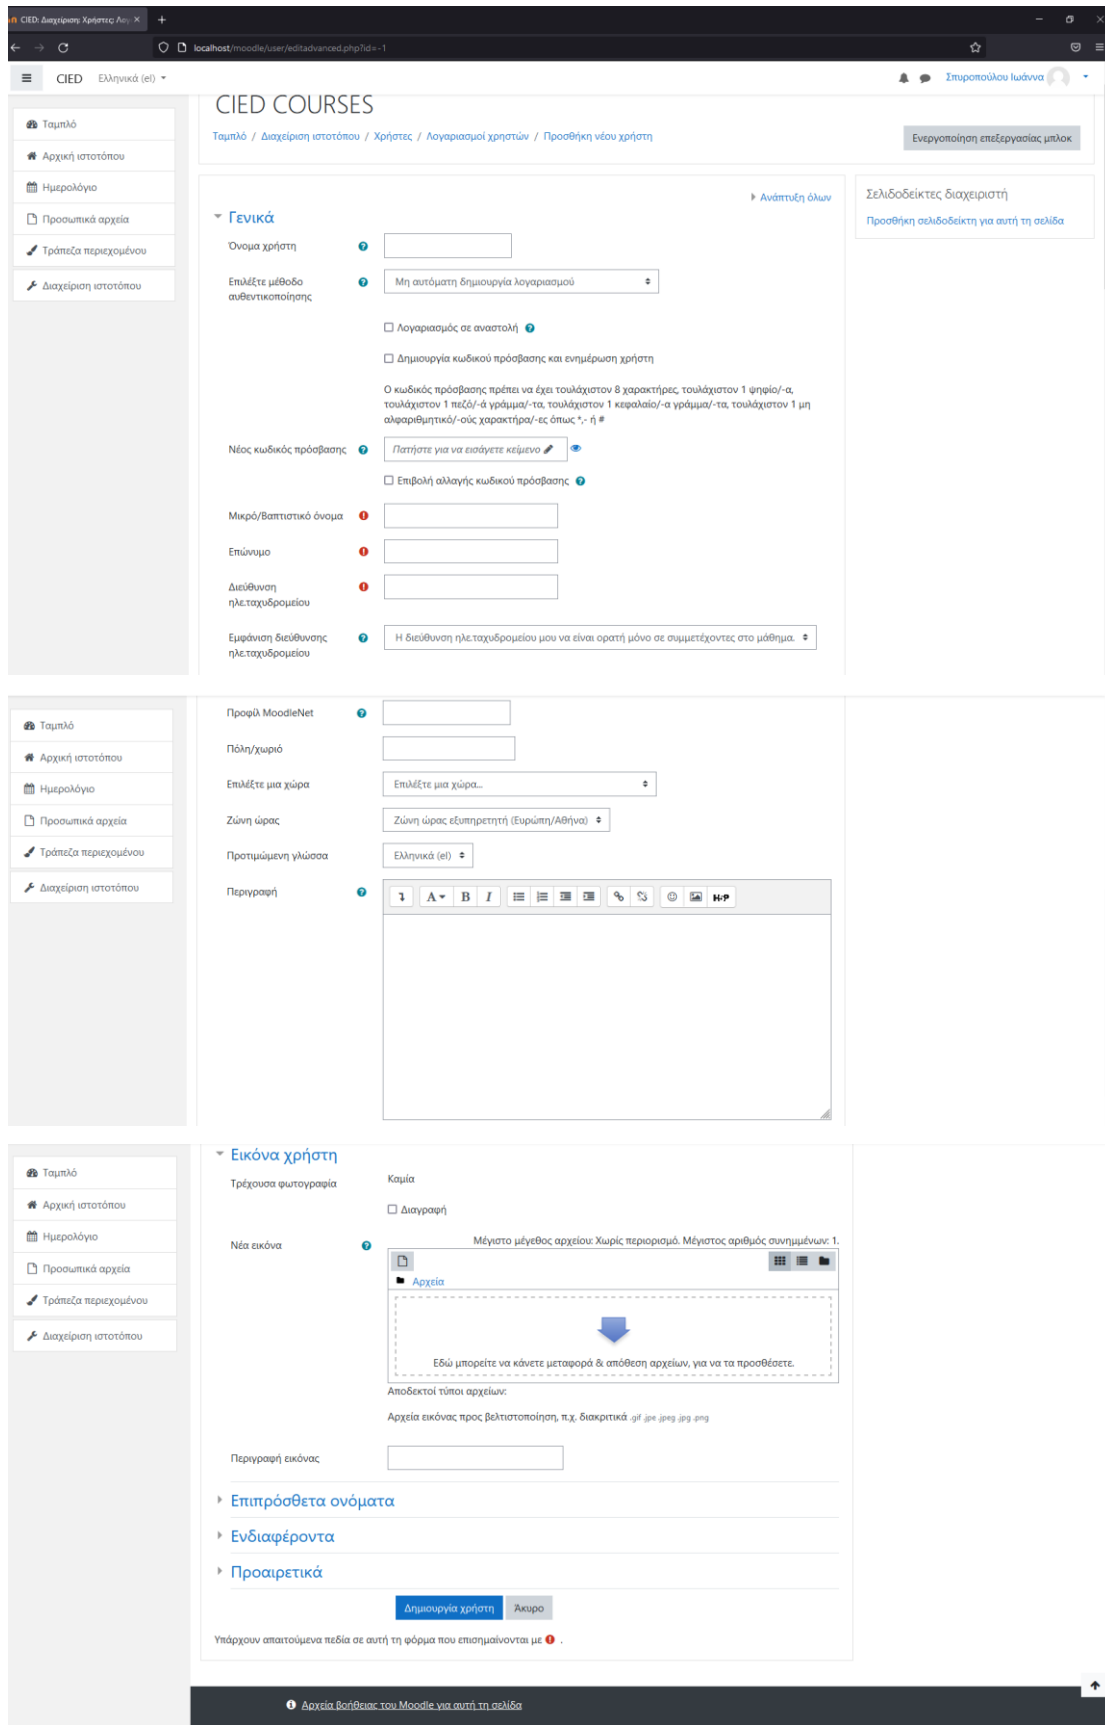 CIED: Διαχείριση: Χρήστες: Λογ
localhost/moodle/user/editadvanced.php?id=-1
CIED Ελληνικά (el)
Σπυροπούλου Ιωάννα
CIED COURSES
Ταμπλό / Διαχείριση ιστοτόπου / Χρήστες / Λογαριασμοί χρηστών / Προσθήκη νέου χρήστη
Ενεργοποίηση επεξεργασίας μπλοκ
Ταμπλό
Αρχική ιστοτόπου
Ημερολόγιο
Προσωπικά αρχεία
Τράπεζα περιεχομένου
Διαχείριση ιστοτόπου
Σελιδοδείκτες διαχειριστή
Προσθήκη σελιδοδείκτη για αυτή τη σελίδα
Ανάπτυξη όλων
Γενικά
Όνομα χρήστη
Επιλέξτε μέθοδο
αυθεντικοποίησης
Μη αυτόματη δημιουργία λογαριασμού
Λογαριασμός σε αναστολή
Δημιουργία κωδικού πρόσβασης και ενημέρωση χρήστη
Ο κωδικός πρόσβασης πρέπει να έχει τουλάχιστον 8 χαρακτήρες, τουλάχιστον 1 ψηφίο/-α,
τουλάχιστον 1 πεζό/-ά γράμμα/-τα, τουλάχιστον 1 κεφαλαίο/-α γράμμα/-τα, τουλάχιστον 1 μη
αλφαριθμητικό/-ούς χαρακτήρα/-ες όπως *,- ή #
Νέος κωδικός πρόσβασης
Πατήστε για να εισάγετε κείμενο
Επιβολή αλλαγής κωδικού πρόσβασης
Μικρό/Βαπτιστικό όνομα
Επώνυμο
Διεύθυνση
ηλε.ταχυδρομείου
Εμφάνιση διεύθυνσης
ηλε.ταχυδρομείου
Η διεύθυνση ηλε.ταχυδρομείου μου να είναι ορατή μόνο σε συμμετέχοντες στο μάθημα.
Ταμπλό
Αρχική ιστοτόπου
Ημερολόγιο
Προσωπικά αρχεία
Τράπεζα περιεχομένου
Διαχείριση ιστοτόπου
Προφίλ MoodleNet
Πόλη/χωριό
Επιλέξτε μια χώρα
Επιλέξτε μια χώρα...
Ζώνη ώρας
Ζώνη ώρας εξυπηρετητή (Ευρώπη/Αθήνα)
Προτιμώμενη γλώσσα
Ελληνικά (el)
Περιγραφή
A B I H-P
Ταμπλό
Αρχική ιστοτόπου
Ημερολόγιο
Προσωπικά αρχεία
Τράπεζα περιεχομένου
Διαχείριση ιστοτόπου
Εικόνα χρήστη
Τρέχουσα φωτογραφία
Καμία
Διαγραφή
Νέα εικόνα
Μέγιστο μέγεθος αρχείου: Χωρίς περιορισμό. Μέγιστος αριθμός συνημμένων: 1.
Αρχεία
Εδώ μπορείτε να κάνετε μεταφορά & απόθεση αρχείων, για να τα προσθέσετε.
Αποδεκτοί τύποι αρχείων:
Αρχεία εικόνας προς βελτιστοποίηση, π.χ. διακριτικά .gif .jpe .jpeg .jpg .png
Περιγραφή εικόνας
Επιπρόσθετα ονόματα
Ενδιαφέροντα
Προαιρετικά
Δημιουργία χρήστη
Άκυρο
Υπάρχουν απαιτούμενα πεδία σε αυτή τη φόρμα που επισημαίνονται με .
Αρχεία βοήθειας του Moodle για αυτή τη σελίδα